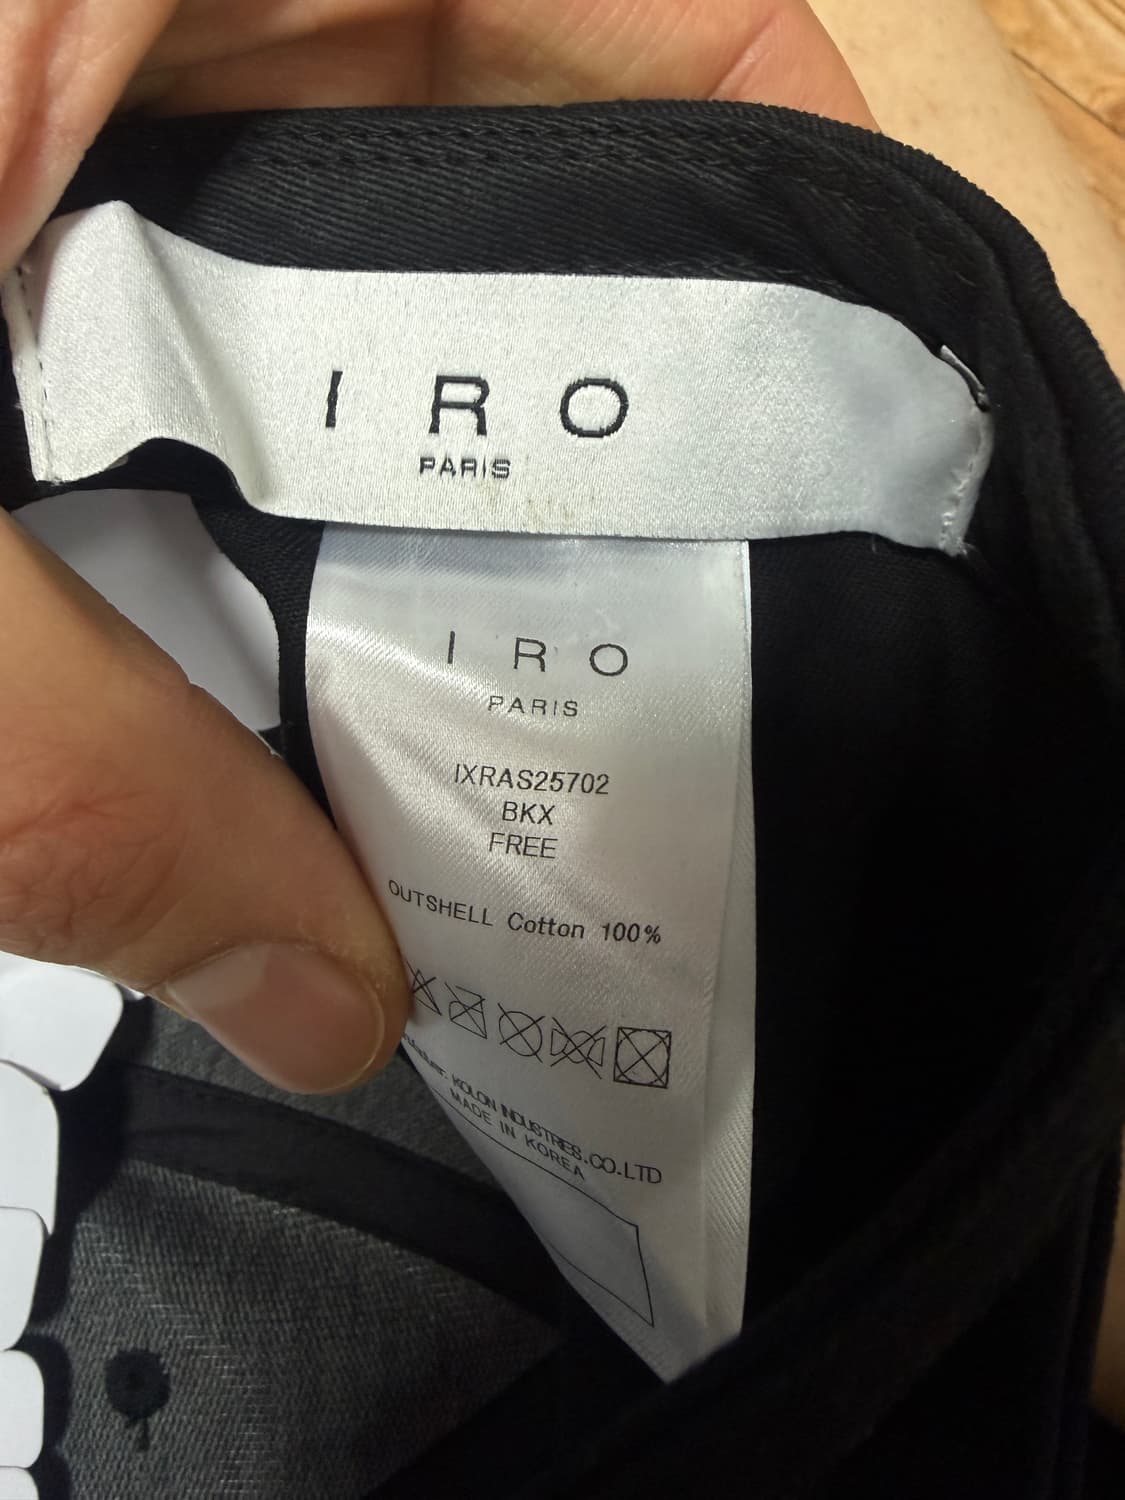 I R O
PARIS
I R O
PARIS
IXRAS25702
BKX
FREE
OUTSHELL Cotton 100%
KOLON INDUSTRIES.CO.LTD
MADE IN KOREA